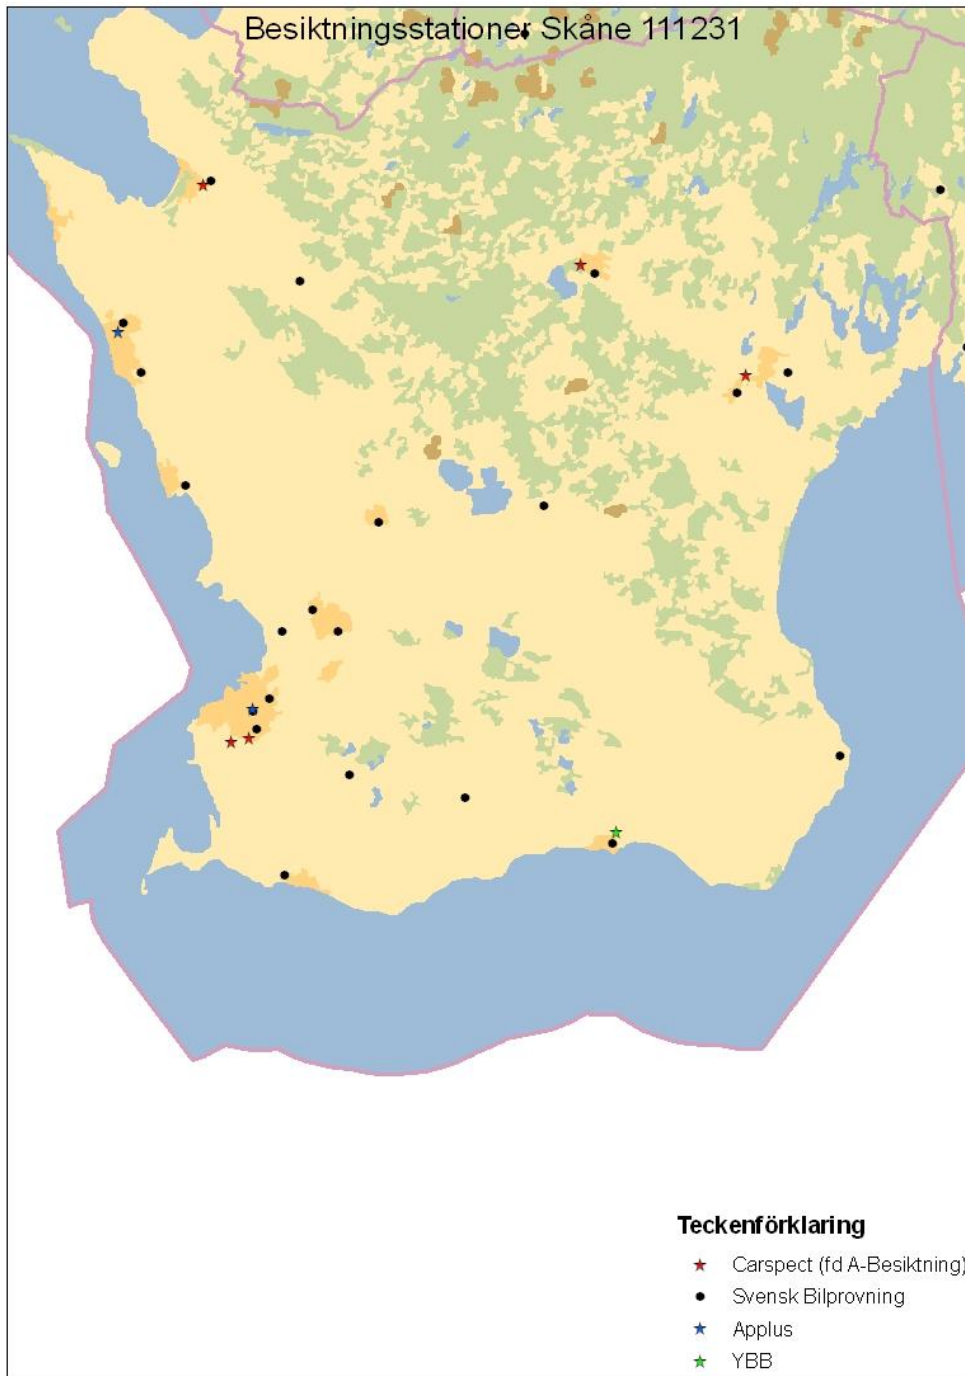 Besiktningsstationer Skåne 111231
Teckenförklaring
Carspect (fd A-Besiktning)
Svensk Bilprovning
Applus
YBB